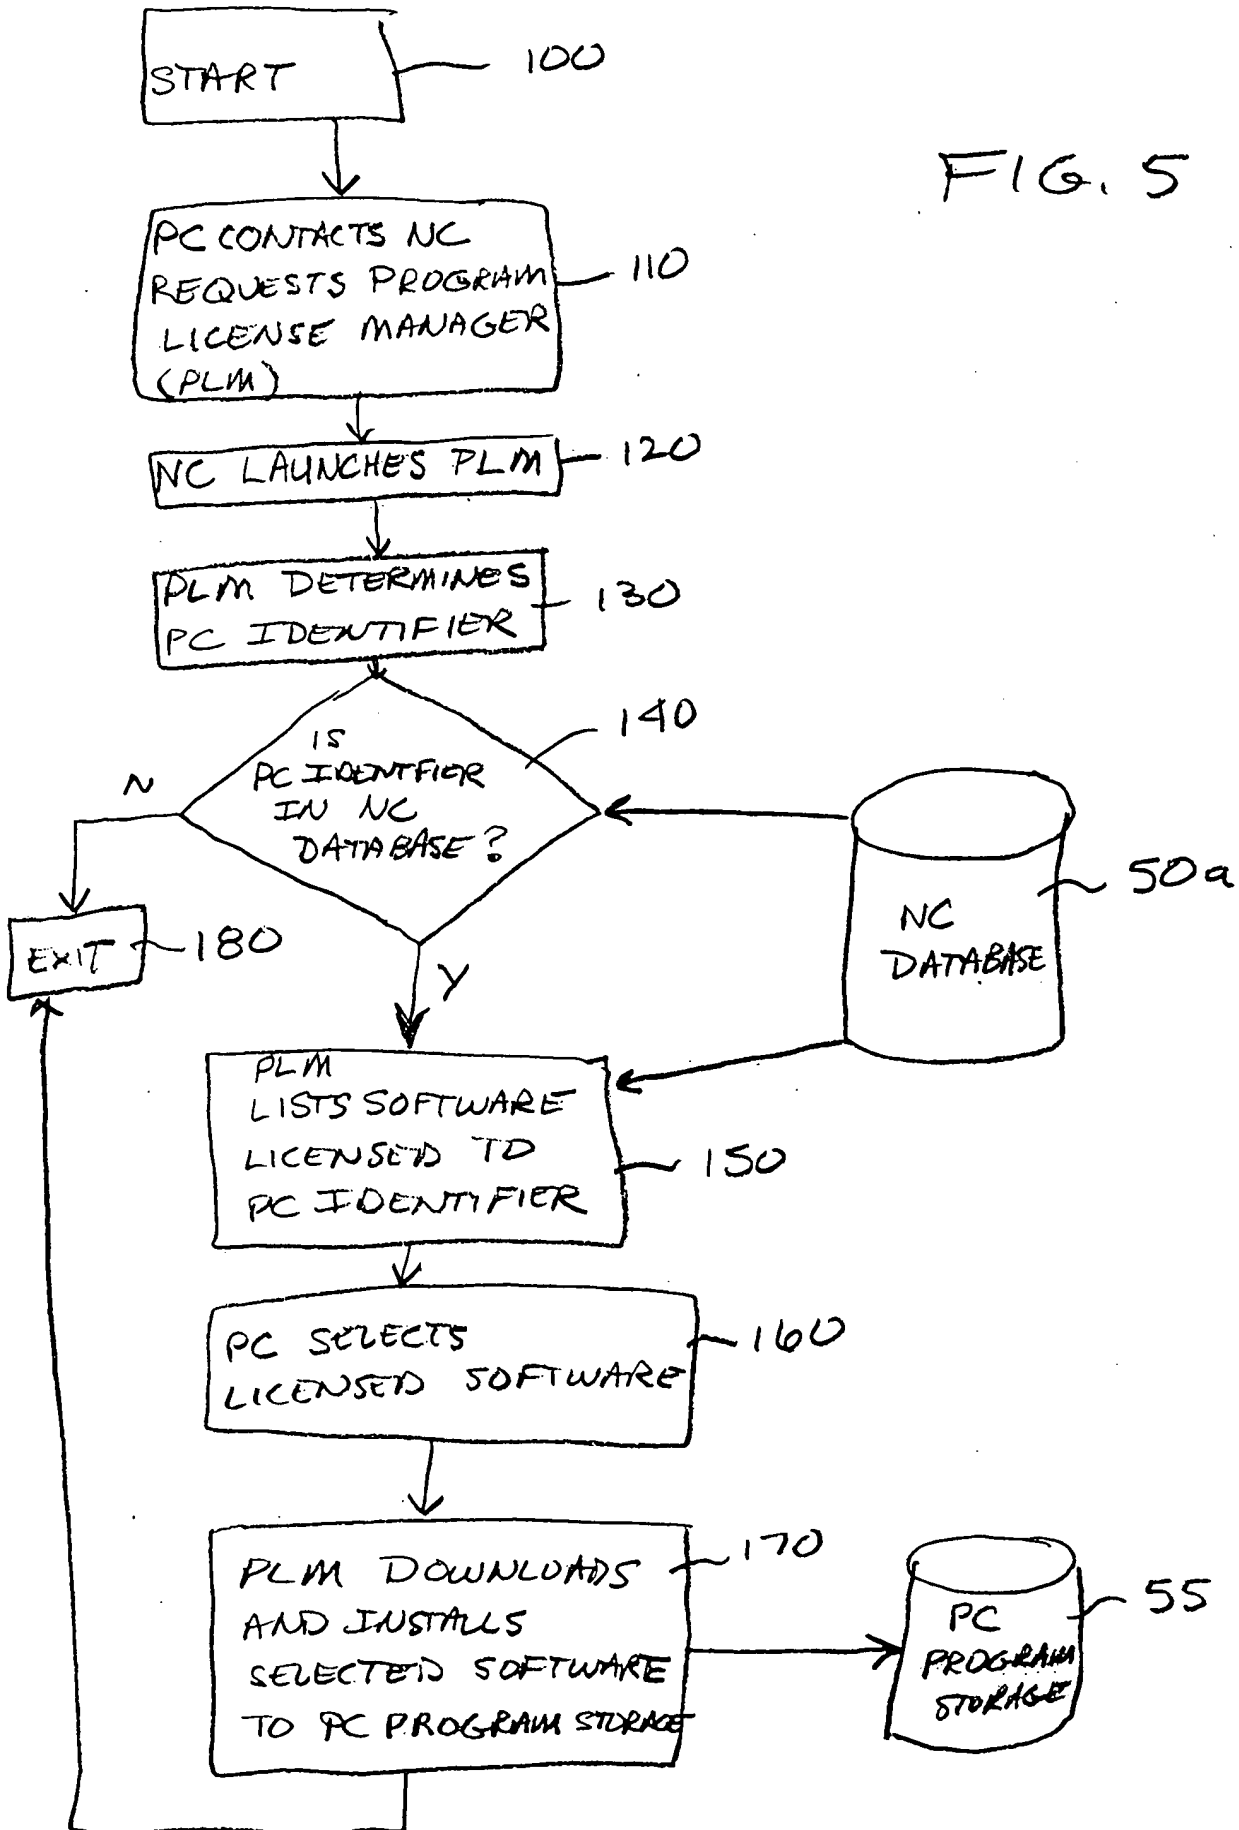 START
100
FIG. 5
PC CONTACTS NC
REQUESTS PROGRAM
LICENSE MANAGER
(PLM)
110
NC LAUNCHES PLM
120
PLM DETERMINES
PC IDENTIFIER
130
IS
PC IDENTFIER
IN NC
DATABASE?
140
N
Y
NC
DATABASE
50a
EXIT
180
PLM
LISTS SOFTWARE
LICENSED TO
PC IDENTIFIER
150
PC SELECTS
LICENSED SOFTWARE
160
PLM DOWNLOADS
AND INSTALLS
SELECTED SOFTWARE
TO PC PROGRAM STORAGE
170
PC
PROGRAM
STORAGE
55